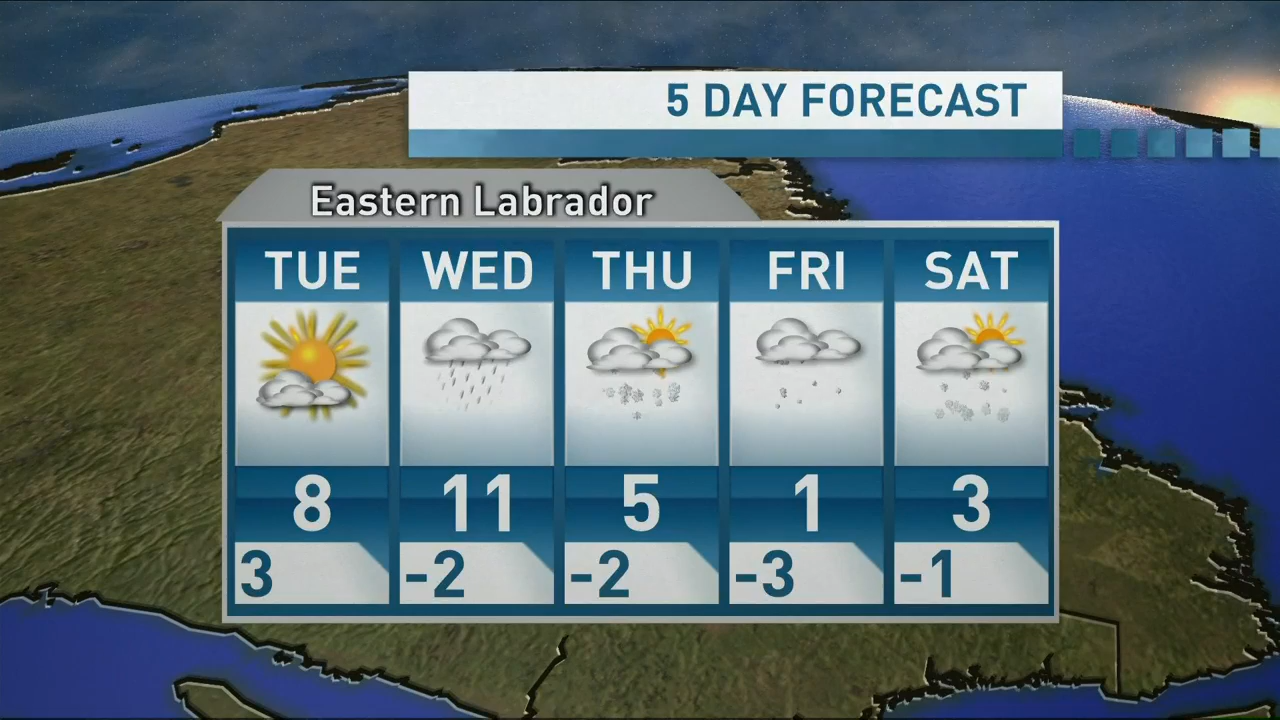 5 DAY FORECAST
Eastern Labrador
TUE WED THU FRI SAT
8 11 5 1 3
3 -2 -2 -3 -1